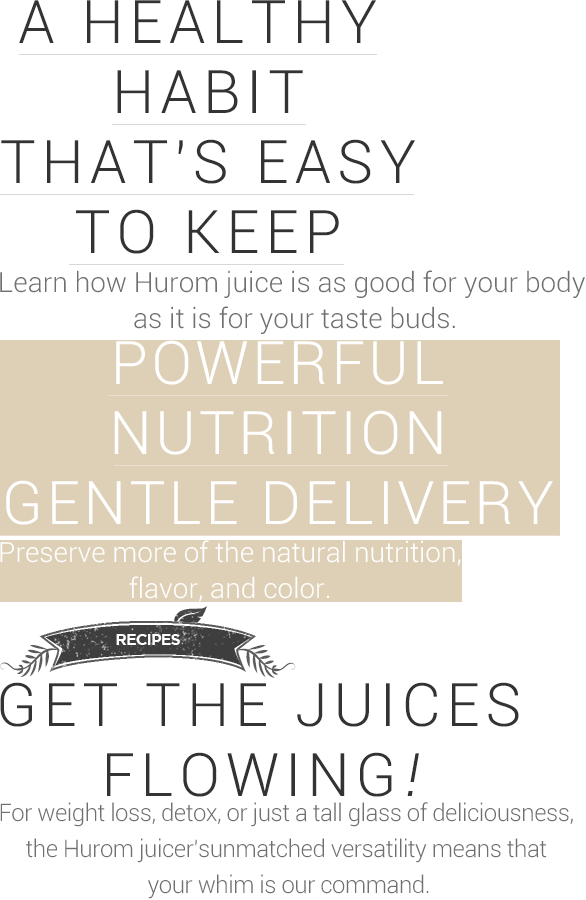 A HEALTHY
HABIT
THAT'S EASY
TO KEEP
Learn how Hurom juice is as good for your body
as it is for your taste buds.
POWERFUL
NUTRITION
GENTLE DELIVERY
Preserve more of the natural nutrition,
flavor, and color.
RECIPES
GET THE JUICES
FLOWING!
For weight loss, detox, or just a tall glass of deliciousness,
the Hurom juicer'sunmatched versatility means that
your whim is our command.